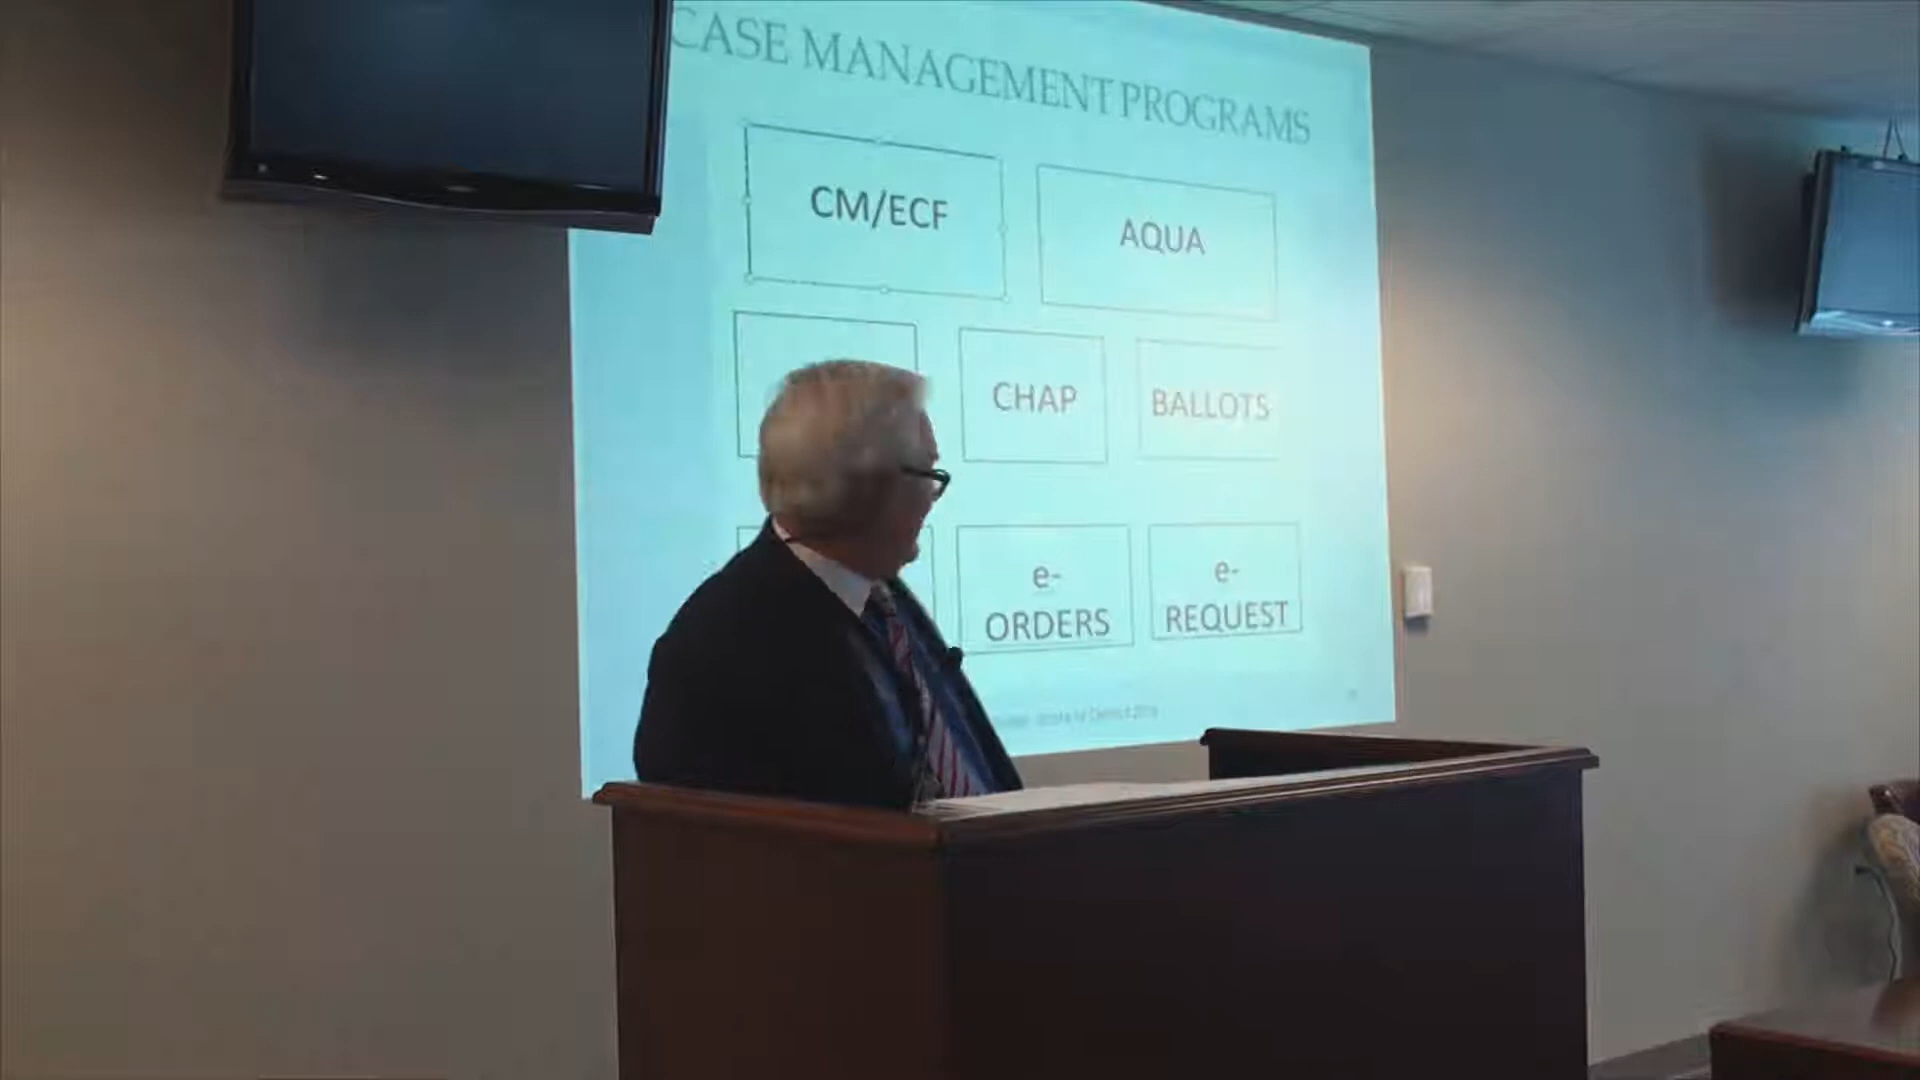 CASE MANAGEMENT PROGRAMS
CM/ECF
AQUA
CHAP
BALLOTS
e-
ORDERS
e-
REQUEST